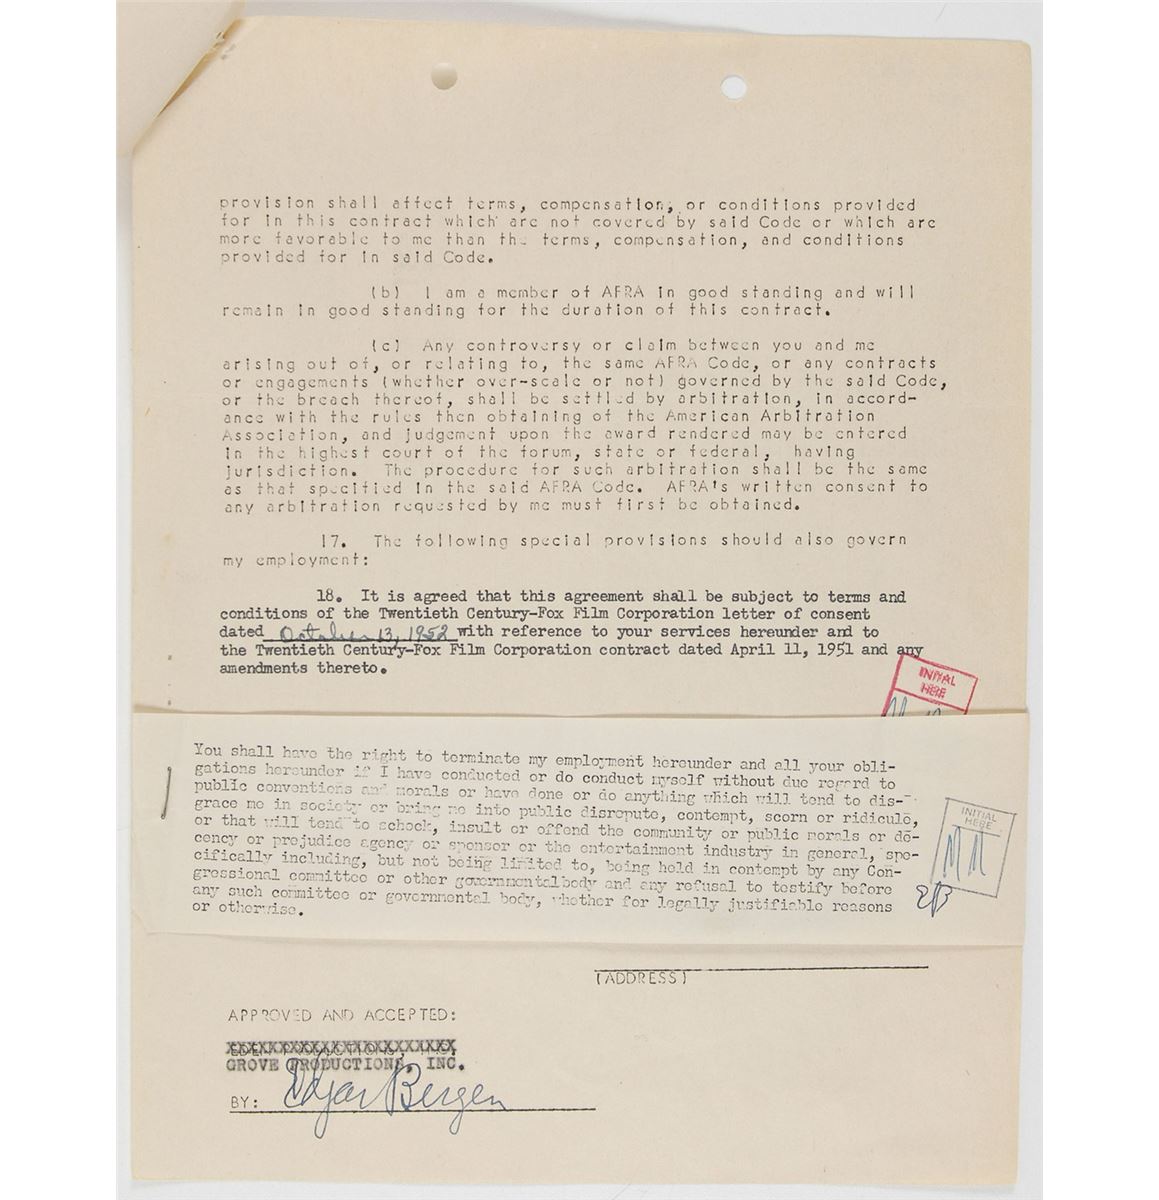 provision shall affect terms, compensation, or conditions provided
for in this contract which are not covered by said Code or which are
more favorable to me than the terms, compensation, and conditions
provided for in said Code.
(b) I am a member of AFRA in good standing and will
remain in good standing for the duration of this contract.
(c) Any controversy or claim between you and me
arising out of, or relating to, the same AFRA Code, or any contracts
or engagements (whether over-scale or not) governed by the said Code,
or the breach thereof, shall be settled by arbitration, in accord-
ance with the rules then obtaining of the American Arbitration
Association, and judgement upon the award rendered may be entered
in the highest court of the forum, state or federal, having
jurisdiction. The procedure for such arbitration shall be the same
as that specified in the said AFRA Code. AFRA's written consent to
any arbitration requested by me must first be obtained.
17. The following special provisions should also govern
my employment:
18. It is agreed that this agreement shall be subject to terms and
conditions of the Twentieth Century-Fox Film Corporation letter of consent
dated October 13, 1952 with reference to your services hereunder and to
the Twentieth Century-Fox Film Corporation contract dated April 11, 1951 and any
amendments thereto.
INITIAL
HERE
You shall have the right to terminate my employment hereunder and all your obli-
gations hereunder if I have conducted or do conduct myself without due regard to
public conventions and morals or have done or do anything which will tend to dis-
grace me in society or bring me into public disrepute, contempt, scorn or ridicule,
or that will tend to schock, insult or offend the community or public morals or de-
cency or prejudice agency or sponsor or the entertainment industry in general, spe-
cifically including, but not being limited to, being held in contempt by any Con-
gressional committee or other governmental body and any refusal to testify before
any such committee or governmental body, whether for legally justifiable reasons
or otherwise.
INITIAL
HERE
MM
EB
(ADDRESS)
APPROVED AND ACCEPTED:
GROVE PRODUCTIONS, INC.
BY: Edgar Bergen